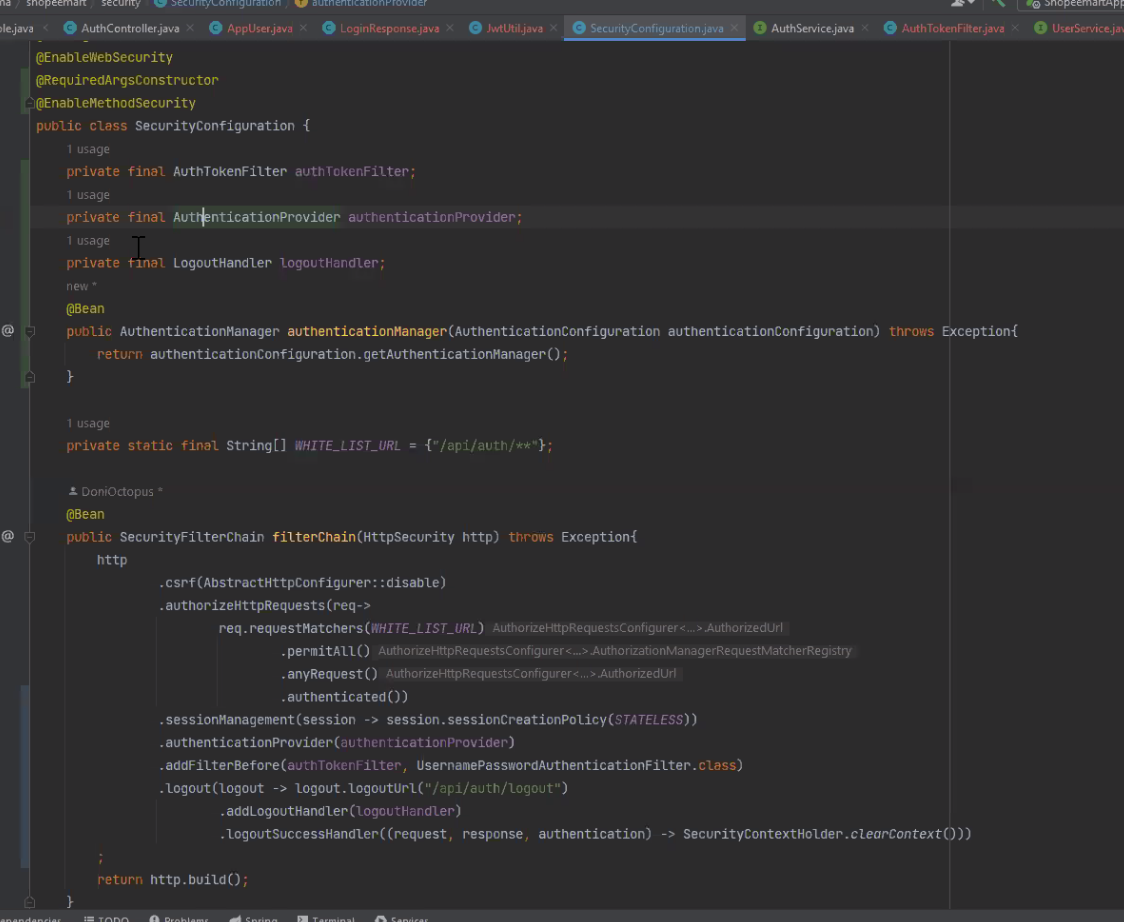 shopeemart security SecurityConfiguration authenticationProvider ShopeemartApp
ble.java AuthController.java AppUser.java LoginResponse.java JwtUtil.java SecurityConfiguration.java AuthService.java AuthTokenFilter.java UserService.jav
@EnableWebSecurity
@RequiredArgsConstructor
@EnableMethodSecurity
public class SecurityConfiguration {
1 usage
private final AuthTokenFilter authTokenFilter;
1 usage
private final AuthenticationProvider authenticationProvider;
1 usage
private final LogoutHandler logoutHandler;
new *
@Bean
public AuthenticationManager authenticationManager(AuthenticationConfiguration authenticationConfiguration) throws Exception{
return authenticationConfiguration.getAuthenticationManager();
}
1 usage
private static final String[] WHITE_LIST_URL = {"/api/auth/**"};
DoniOctopus *
@Bean
public SecurityFilterChain filterChain(HttpSecurity http) throws Exception{
http
.csrf(AbstractHttpConfigurer::disable)
.authorizeHttpRequests(req->
req.requestMatchers(WHITE_LIST_URL) AuthorizeHttpRequestsConfigurer<...>.AuthorizedUrl
.permitAll() AuthorizeHttpRequestsConfigurer<...>.AuthorizationManagerRequestMatcherRegistry
.anyRequest() AuthorizeHttpRequestsConfigurer<...>.AuthorizedUrl
.authenticated())
.sessionManagement(session -> session.sessionCreationPolicy(STATELESS))
.authenticationProvider(authenticationProvider)
.addFilterBefore(authTokenFilter, UsernamePasswordAuthenticationFilter.class)
.logout(logout -> logout.logoutUrl("/api/auth/logout")
.addLogoutHandler(logoutHandler)
.logoutSuccessHandler((request, response, authentication) -> SecurityContextHolder.clearContext()))
;
return http.build();
}
ependencies TODO Problems Spring Terminal Services